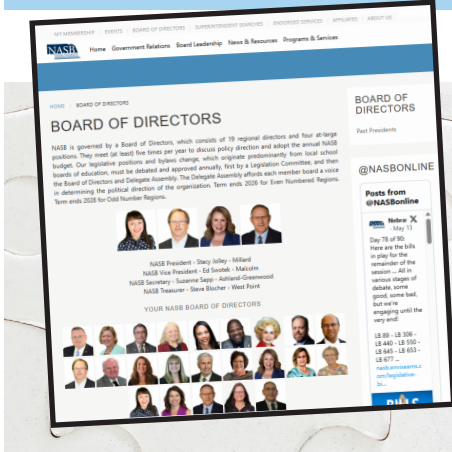 MY MEMBERSHIP | EVENTS | BOARD OF DIRECTORS | SUPERINTENDENT SEARCHES | ENDORSED SERVICES | AFFILIATES | ABOUT US
NASB Home Government Relations Board Leadership News & Resources Programs & Services
HOME | BOARD OF DIRECTORS
BOARD OF DIRECTORS
NASB is governed by a Board of Directors, which consists of 19 regional directors and four at-large
positions. They meet (at least) five times per year to discuss policy direction and adopt the annual NASB
budget. Our legislative positions and bylaws change, which originate predominantly from local school
boards of education, must be debated and approved annually, first by a Legislation Committee, and then
the Board of Directors and Delegate Assembly. The Delegate Assembly affords each member board a voice
in determining the political direction of the organization. Term ends 2026 for Even Numbered Regions.
Term ends 2028 for Odd Number Regions.
NASB President - Stacy Jolley - Millard
NASB Vice President - Ed Swotek - Malcolm
NASB Secretary - Suzanne Sapp - Ashland-Greenwood
NASB Treasurer - Steve Blocher - West Point
YOUR NASB BOARD OF DIRECTORS
BOARD OF
DIRECTORS
Past Presidents
@NASBONLINE
Posts from
@NASBonline
Nebra X
· May 13
Day 78 of 90:
Here are the bills
in play for the
remainder of the
session ... All in
various stages of
debate, some
good, some bad,
but we're
engaging until the
very end!
LB 89 - LB 306 -
LB 440 - LB 550 -
LB 645 - LB 653 -
LB 677 ...
nasb.enviseams.c
om/legislative-
bi...
BILLS